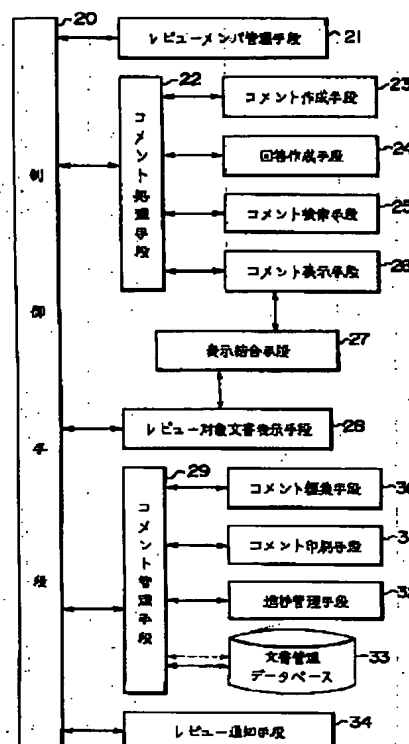 20
レビューメンバ管理手段
21
22
コメント処理手段
コメント作成手段
23
回答作成手段
24
コメント検索手段
25
コメント表示手段
26
制御手段
表示結合手段
27
レビュー対象文書表示手段
28
29
コメント管理手段
コメント編集手段
30
コメント印刷手段
進捗管理手段
文書管理
データベース
33
レビュー通知手段
34